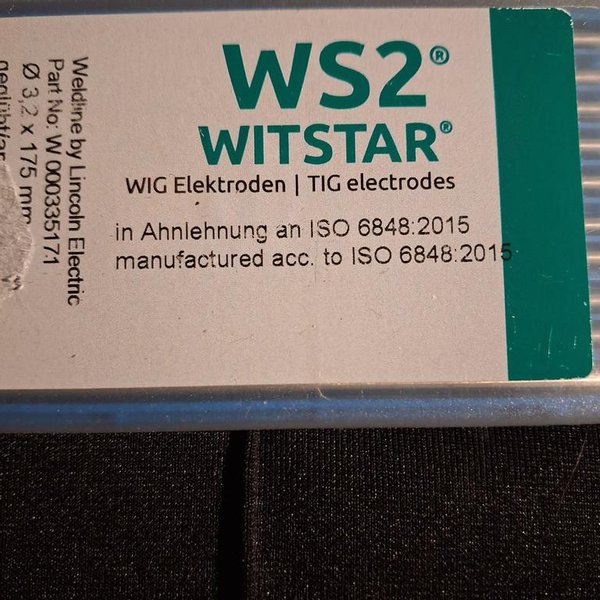 WS2®
WITSTAR®
WIG Elektroden | TIG electrodes
in Ahnlehnung an ISO 6848:2015
manufactured acc. to ISO 6848:2015
Weldline by Lincoln Electric
Part No: W 000335171
Ø 3,2 x 175 mm